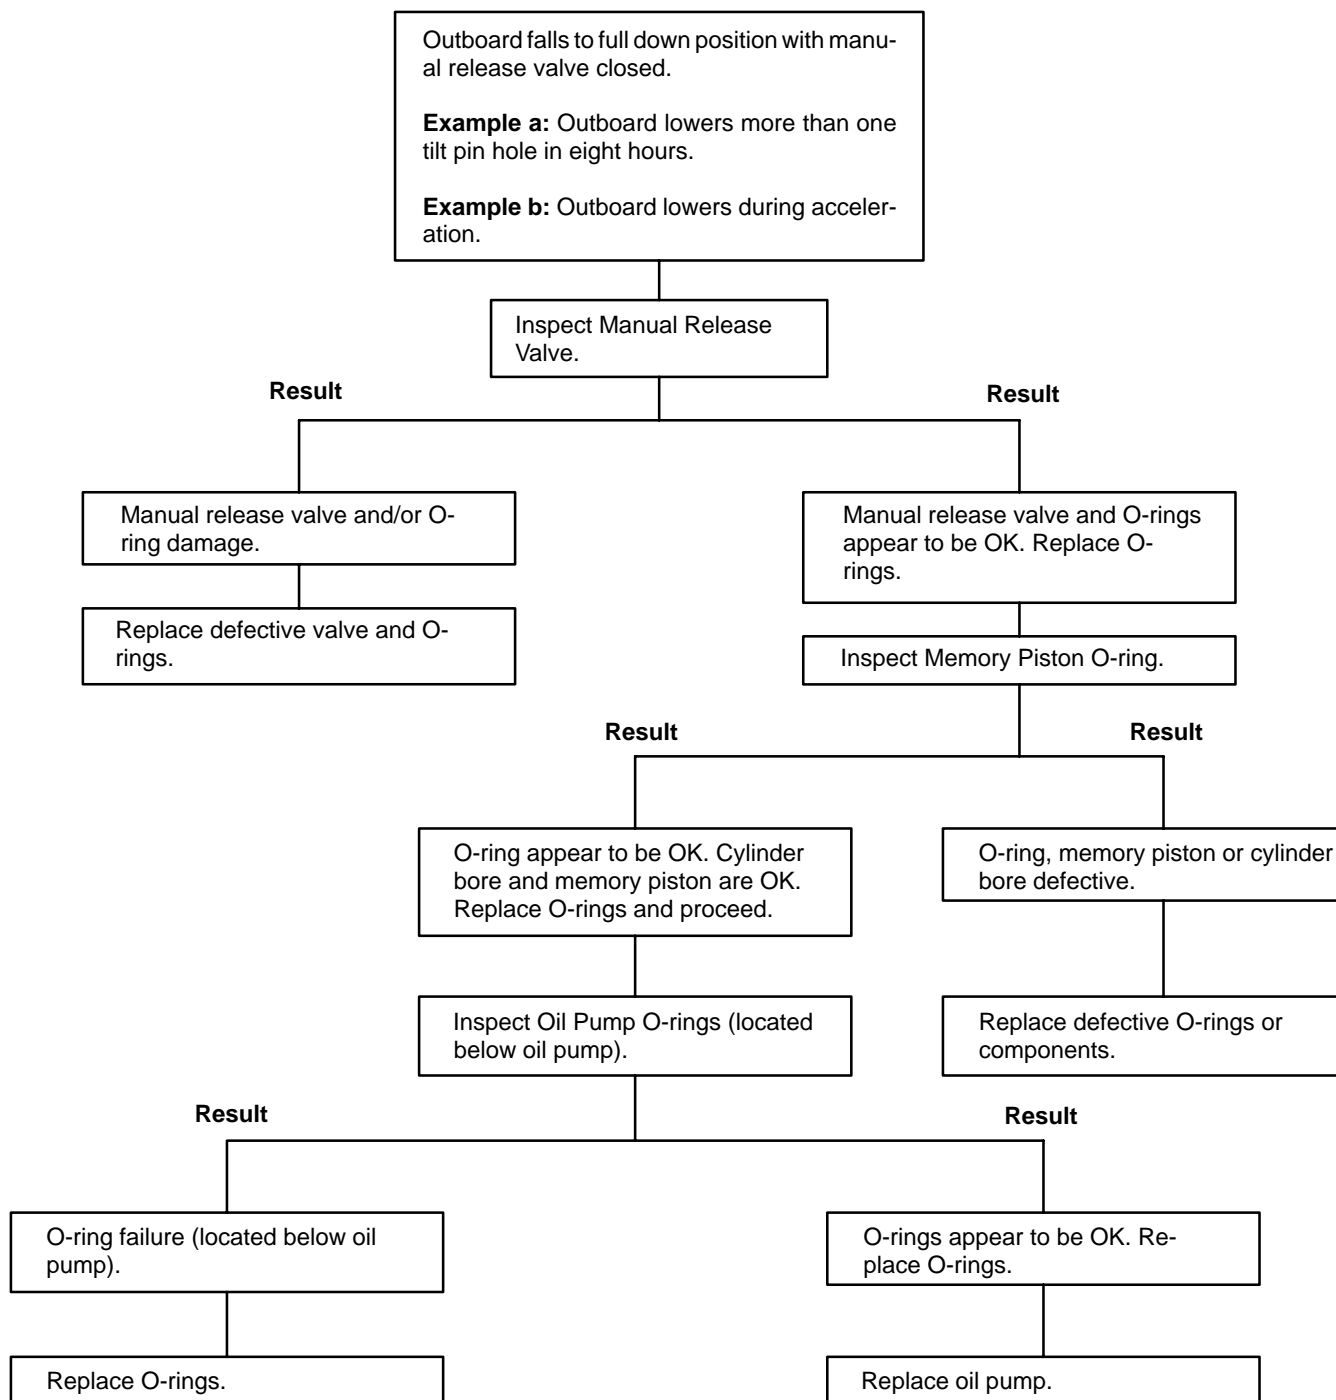 Outboard falls to full down position with manu-
al release valve closed.
Example a: Outboard lowers more than one
tilt pin hole in eight hours.
Example b: Outboard lowers during acceler-
ation.
Inspect Manual Release
Valve.
Result
Result
Manual release valve and/or O-
ring damage.
Manual release valve and O-rings
appear to be OK. Replace O-
rings.
Replace defective valve and O-
rings.
Inspect Memory Piston O-ring.
Result
Result
O-ring appear to be OK. Cylinder
bore and memory piston are OK.
Replace O-rings and proceed.
O-ring, memory piston or cylinder
bore defective.
Inspect Oil Pump O-rings (located
below oil pump).
Replace defective O-rings or
components.
Result
Result
O-ring failure (located below oil
pump).
O-rings appear to be OK. Re-
place O-rings.
Replace O-rings.
Replace oil pump.